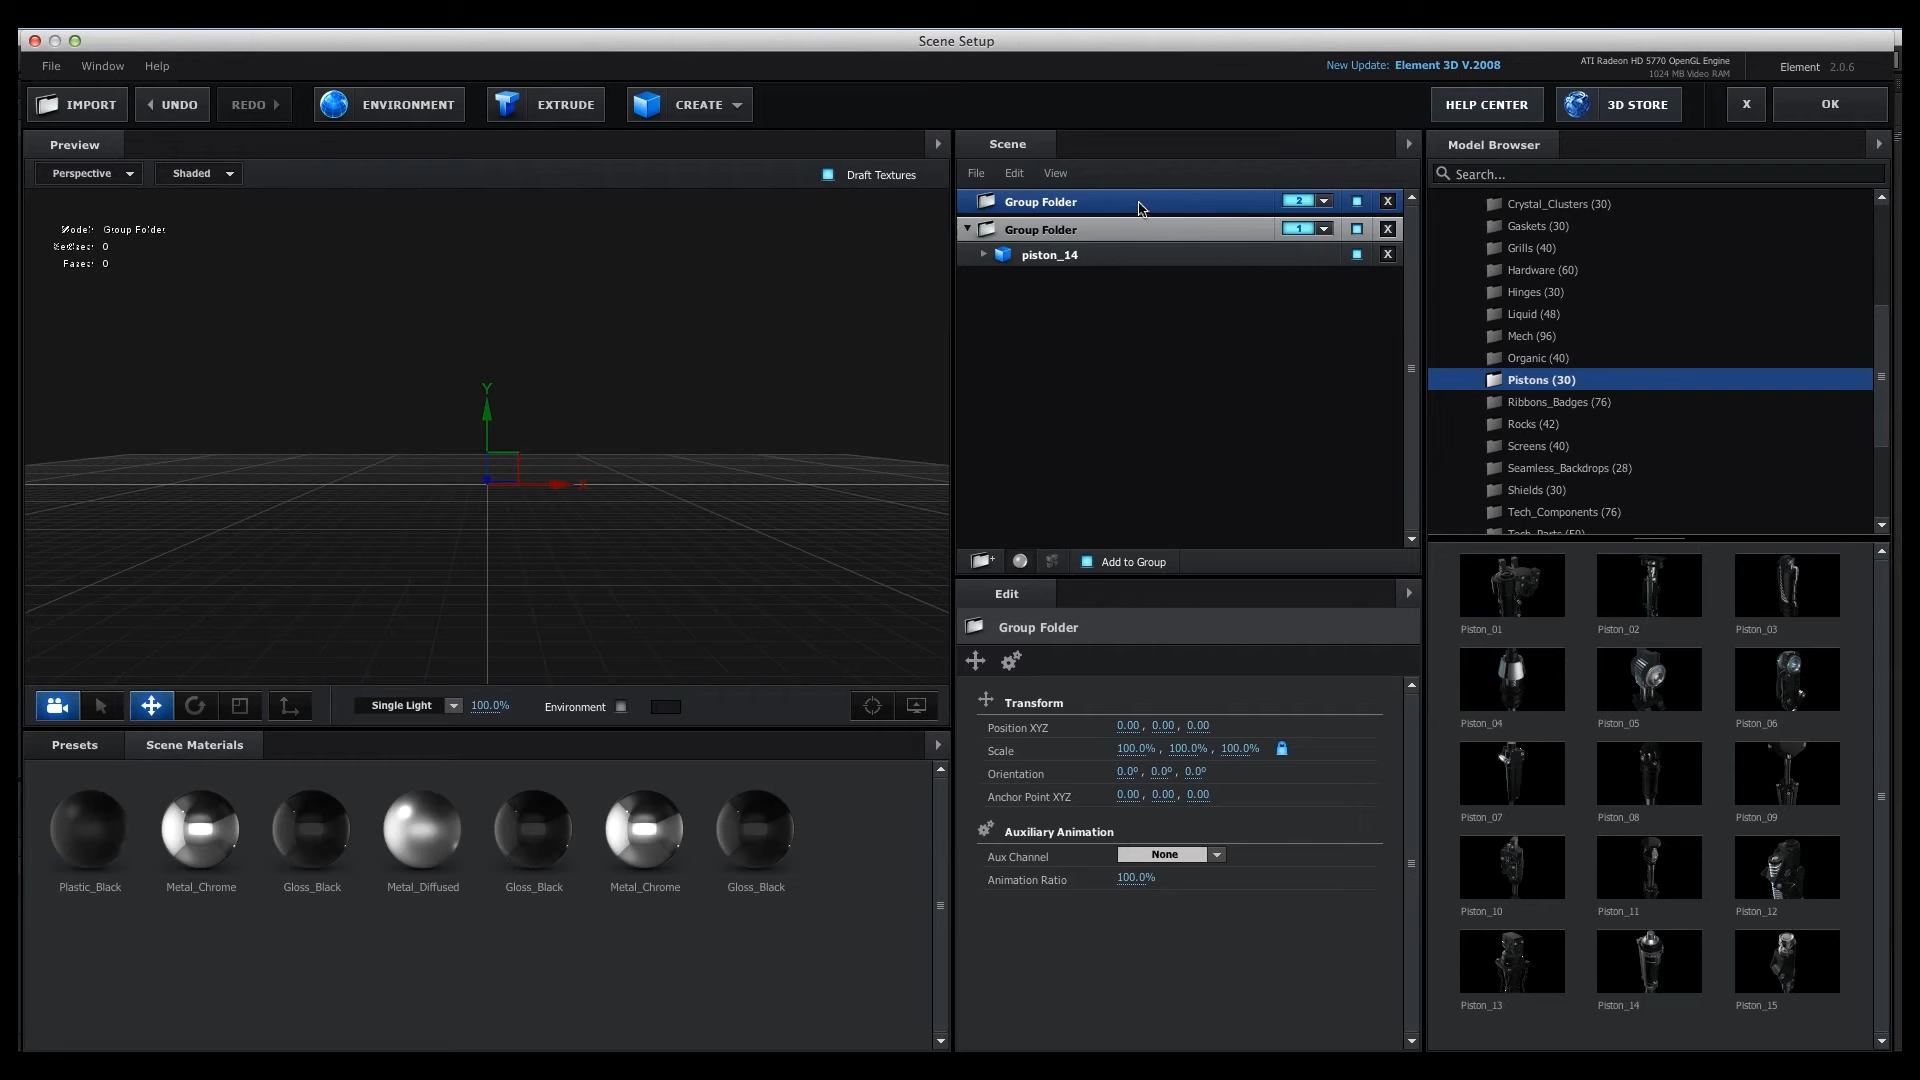 Scene Setup
File Window Help
New Update: Element 3D V.2008
ATI Radeon HD 5770 OpenGL Engine
1024 MB Video RAM
Element 2.0.6
IMPORT UNDO REDO ENVIRONMENT EXTRUDE CREATE
HELP CENTER 3D STORE X OK
Preview
Perspective Shaded Draft Textures
Model: Group Folder
Vertices: 0
Faces: 0
Y
X
Single Light 100.0% Environment
Presets Scene Materials
Plastic_Black Metal_Chrome Gloss_Black Metal_Diffused Gloss_Black Metal_Chrome Gloss_Black
Scene
File Edit View
Group Folder 2 X
Group Folder 1 X
piston_14 X
Add to Group
Edit
Group Folder
Transform
Position XYZ 0.00 , 0.00 , 0.00
Scale 100.0% , 100.0% , 100.0%
Orientation 0.0º , 0.0º , 0.0º
Anchor Point XYZ 0.00 , 0.00 , 0.00
Auxiliary Animation
Aux Channel None
Animation Ratio 100.0%
Model Browser
Search...
Crystal_Clusters (30)
Gaskets (30)
Grills (40)
Hardware (60)
Hinges (30)
Liquid (48)
Mech (96)
Organic (40)
Pistons (30)
Ribbons_Badges (76)
Rocks (42)
Screens (40)
Seamless_Backdrops (28)
Shields (30)
Tech_Components (76)
Tech_Parts (50)
Piston_01 Piston_02 Piston_03
Piston_04 Piston_05 Piston_06
Piston_07 Piston_08 Piston_09
Piston_10 Piston_11 Piston_12
Piston_13 Piston_14 Piston_15